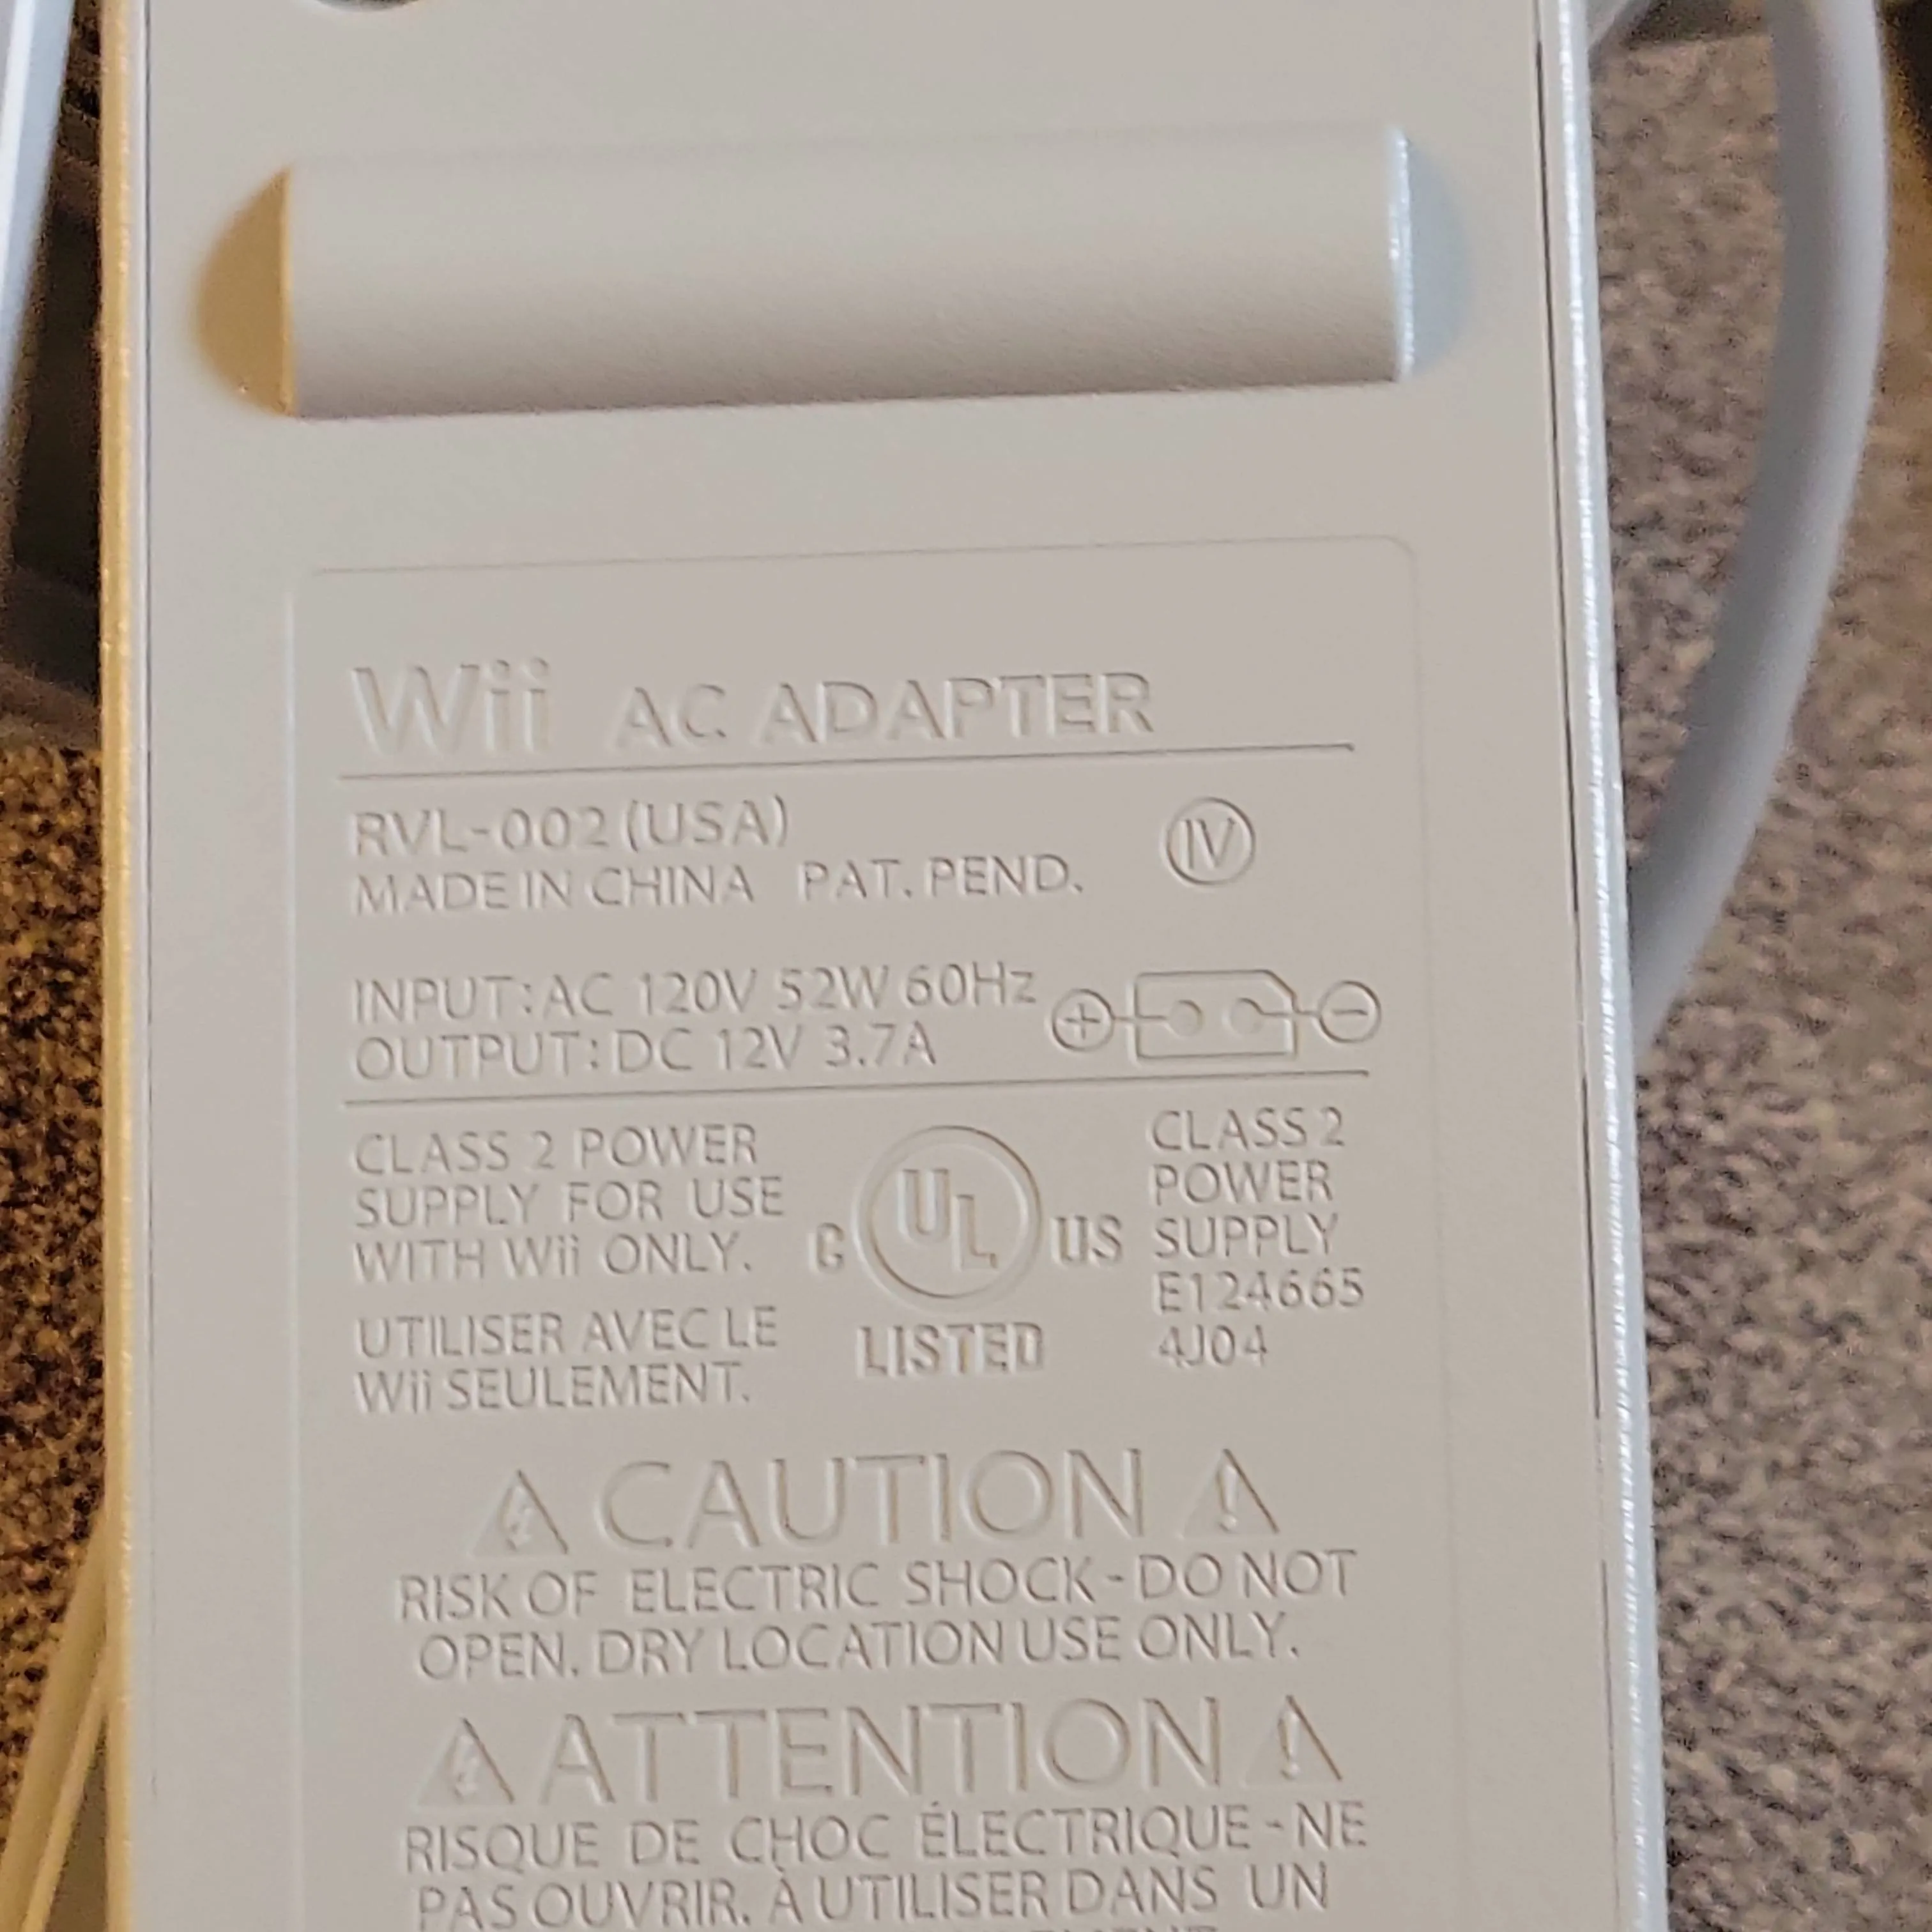 Wii AC ADAPTER
RVL-002(USA)
MADE IN CHINA PAT. PEND.
IV
INPUT:AC 120V 52W 60Hz
OUTPUT:DC 12V 3.7A
+ −
CLASS 2 POWER
SUPPLY FOR USE
WITH Wii ONLY.
UTILISER AVEC LE
Wii SEULEMENT.
C UL US
LISTED
CLASS 2
POWER
SUPPLY
E124665
4J04
CAUTION
RISK OF ELECTRIC SHOCK-DO NOT
OPEN. DRY LOCATION USE ONLY.
ATTENTION
RISQUE DE CHOC ÉLECTRIQUE-NE
PAS OUVRIR. À UTILISER DANS UN